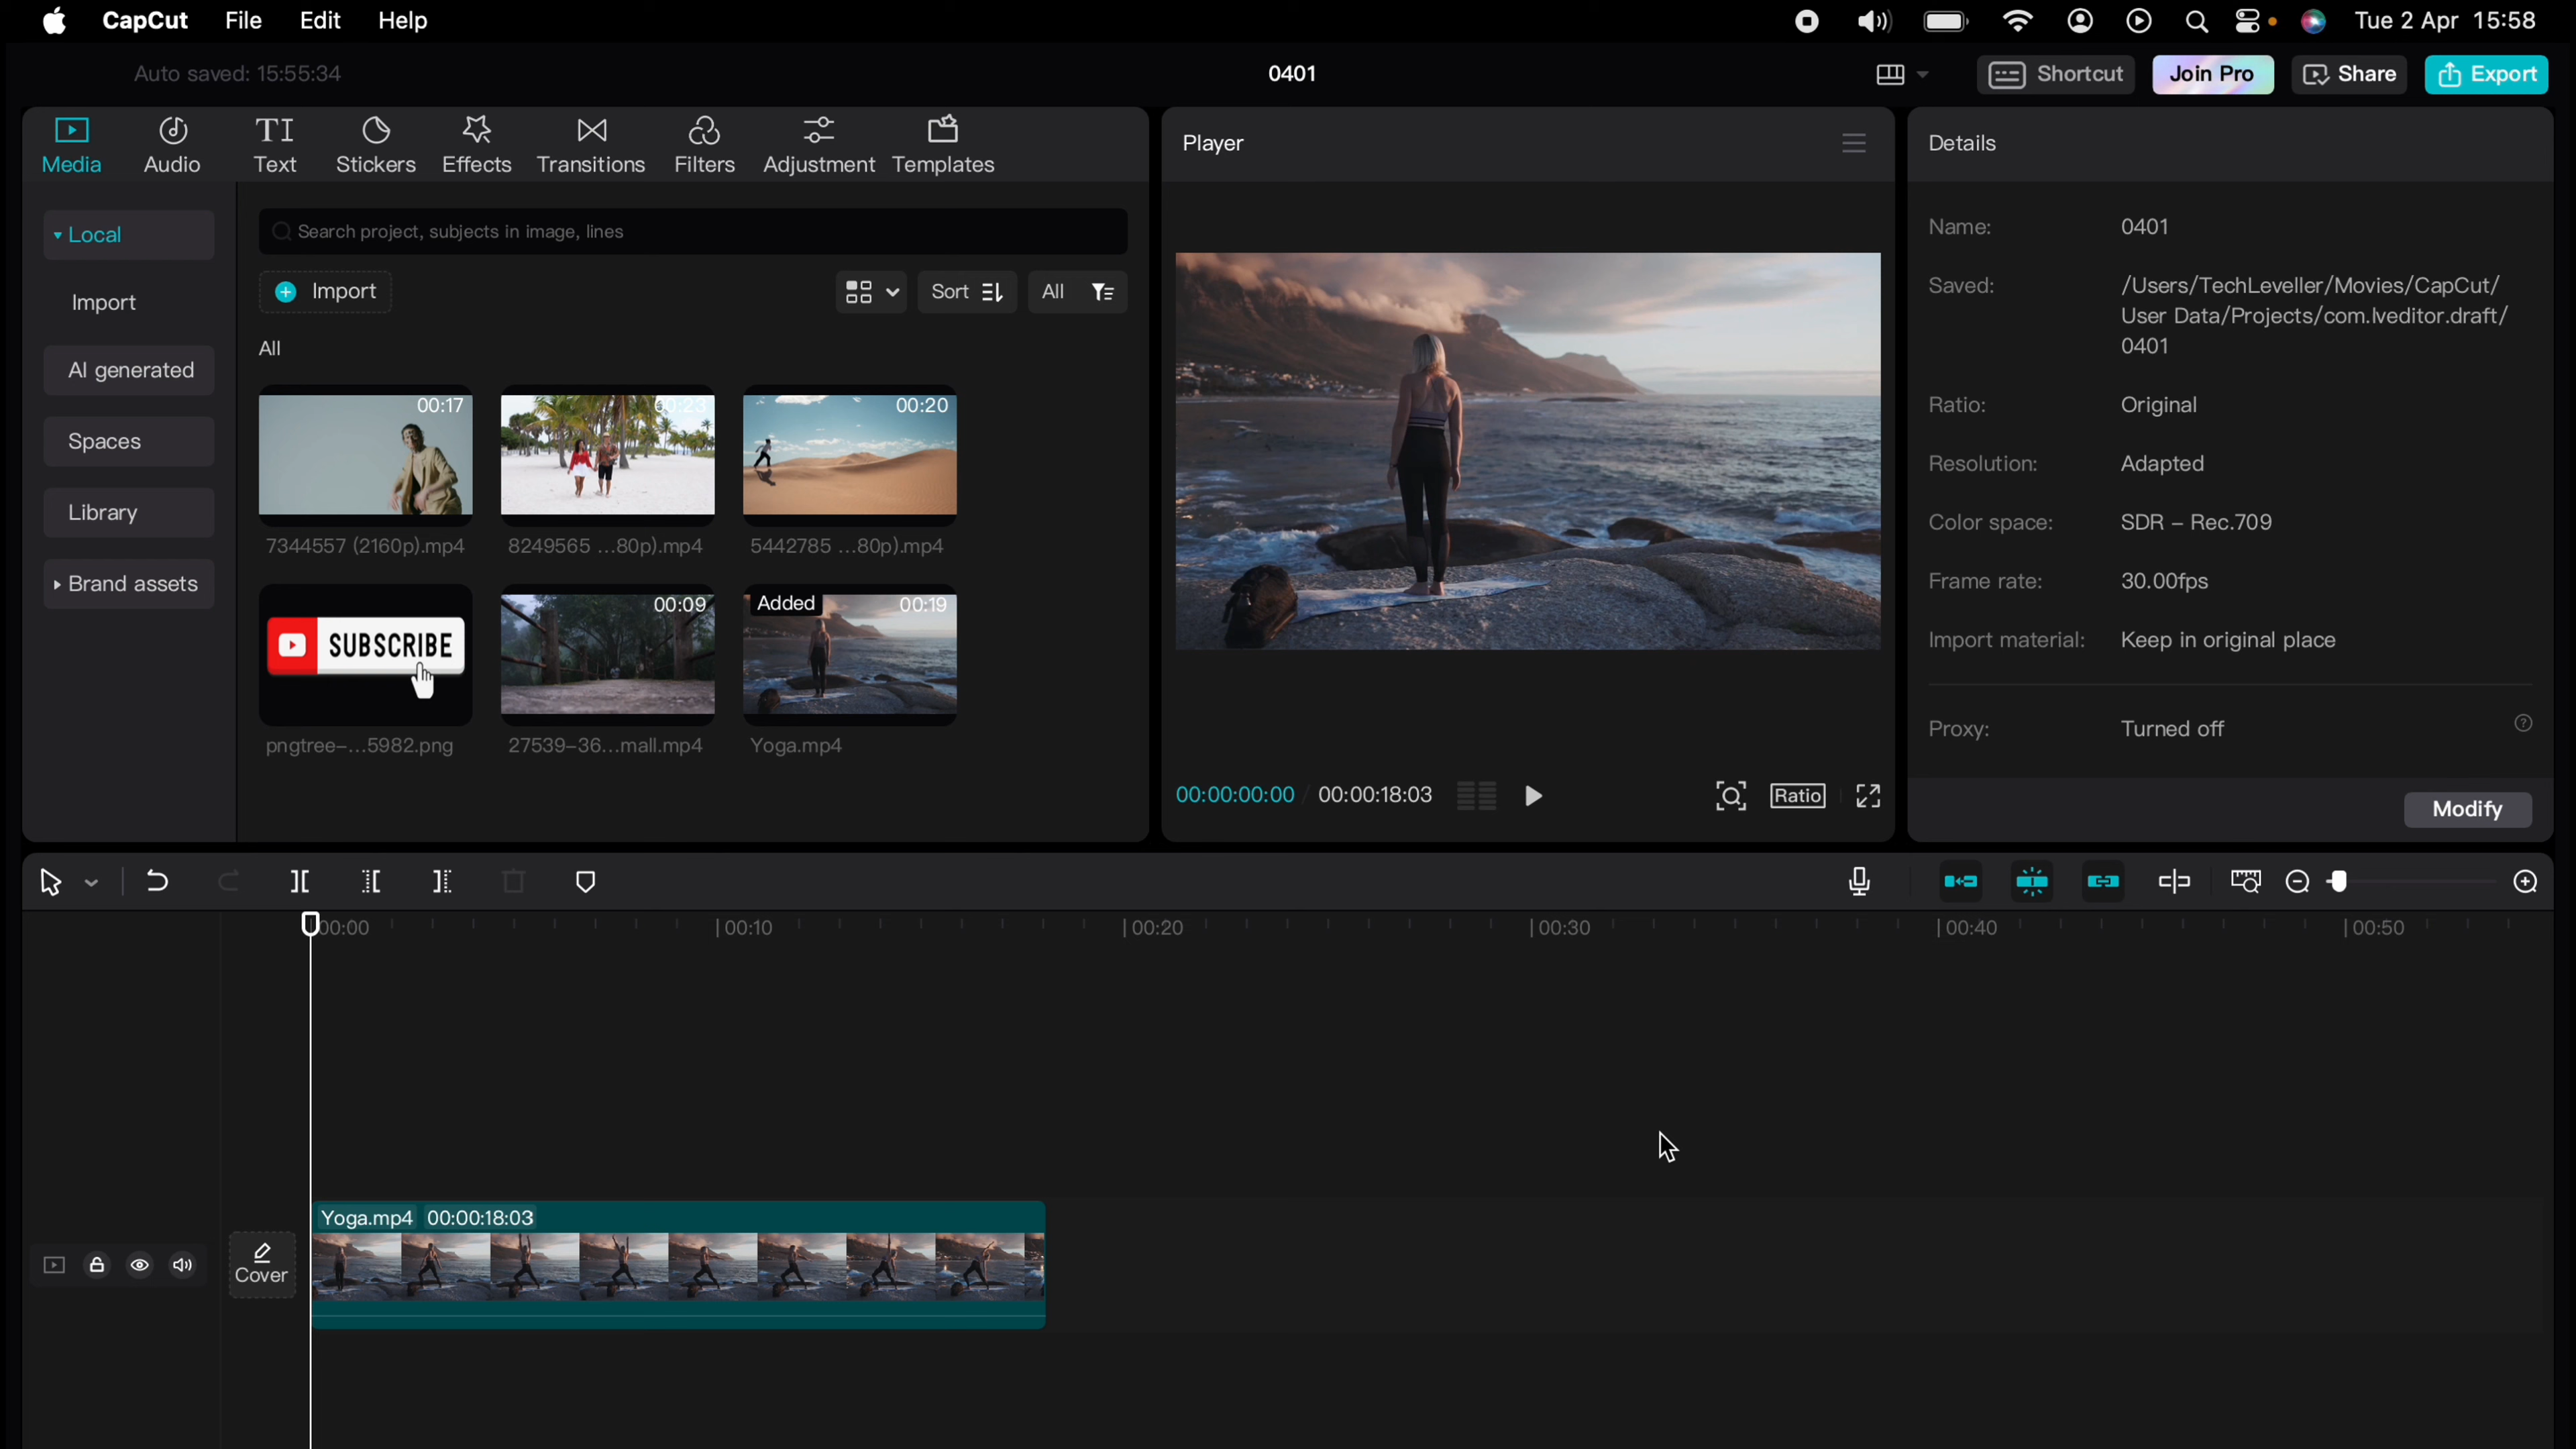 CapCut File Edit Help Tue 2 Apr 15:58
Auto saved: 15:55:34 0401 Shortcut Join Pro Share Export
Media Audio Text Stickers Effects Transitions Filters Adjustment Templates
Local
Import
AI generated
Spaces
Library
Brand assets
Search project, subjects in image, lines
Import Sort All
All
00:17 00:23 00:20
7344557 (2160p).mp4 8249565 ...80p).mp4 5442785 ...80p).mp4
SUBSCRIBE 00:09 Added 00:19
pngtree-...5982.png 27539-36...mall.mp4 Yoga.mp4
Player
00:00:00:00 / 00:00:18:03 Ratio
Details
Name: 0401
Saved: /Users/TechLeveller/Movies/CapCut/
User Data/Projects/com.lveditor.draft/
0401
Ratio: Original
Resolution: Adapted
Color space: SDR – Rec.709
Frame rate: 30.00fps
Import material: Keep in original place
Proxy: Turned off
Modify
00:00 00:10 00:20 00:30 00:40 00:50
Yoga.mp4 00:00:18:03
Cover